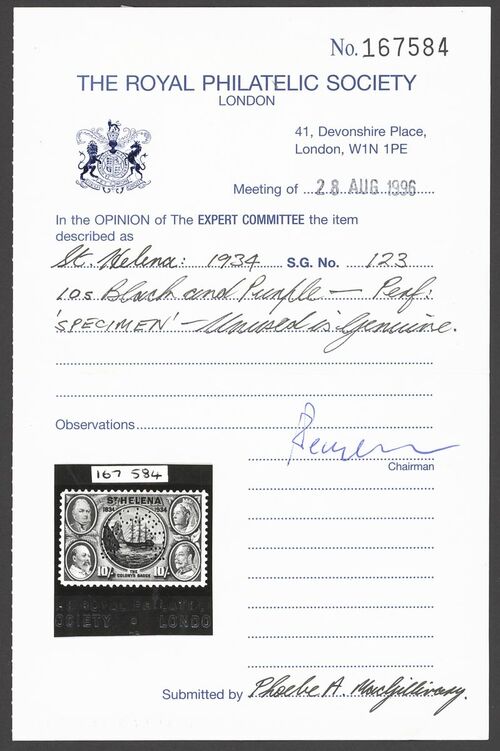 No. 167584
THE ROYAL PHILATELIC SOCIETY
LONDON
41, Devonshire Place,
London, W1N 1PE
Meeting of 28 AUG 1996
In the OPINION of The EXPERT COMMITTEE the item
described as
St. Helena: 1934 S.G. No. 123
10s Black and Purple — Perf:
'SPECIMEN' — Unused is Genuine.
Observations
Chairman
167 584
ST HELENA
1834 1934
10/- THE COLONY'S BADGE 10/-
ROYAL
SOCIETY • LONDO
Submitted by Phoebe A. MacGillivary.